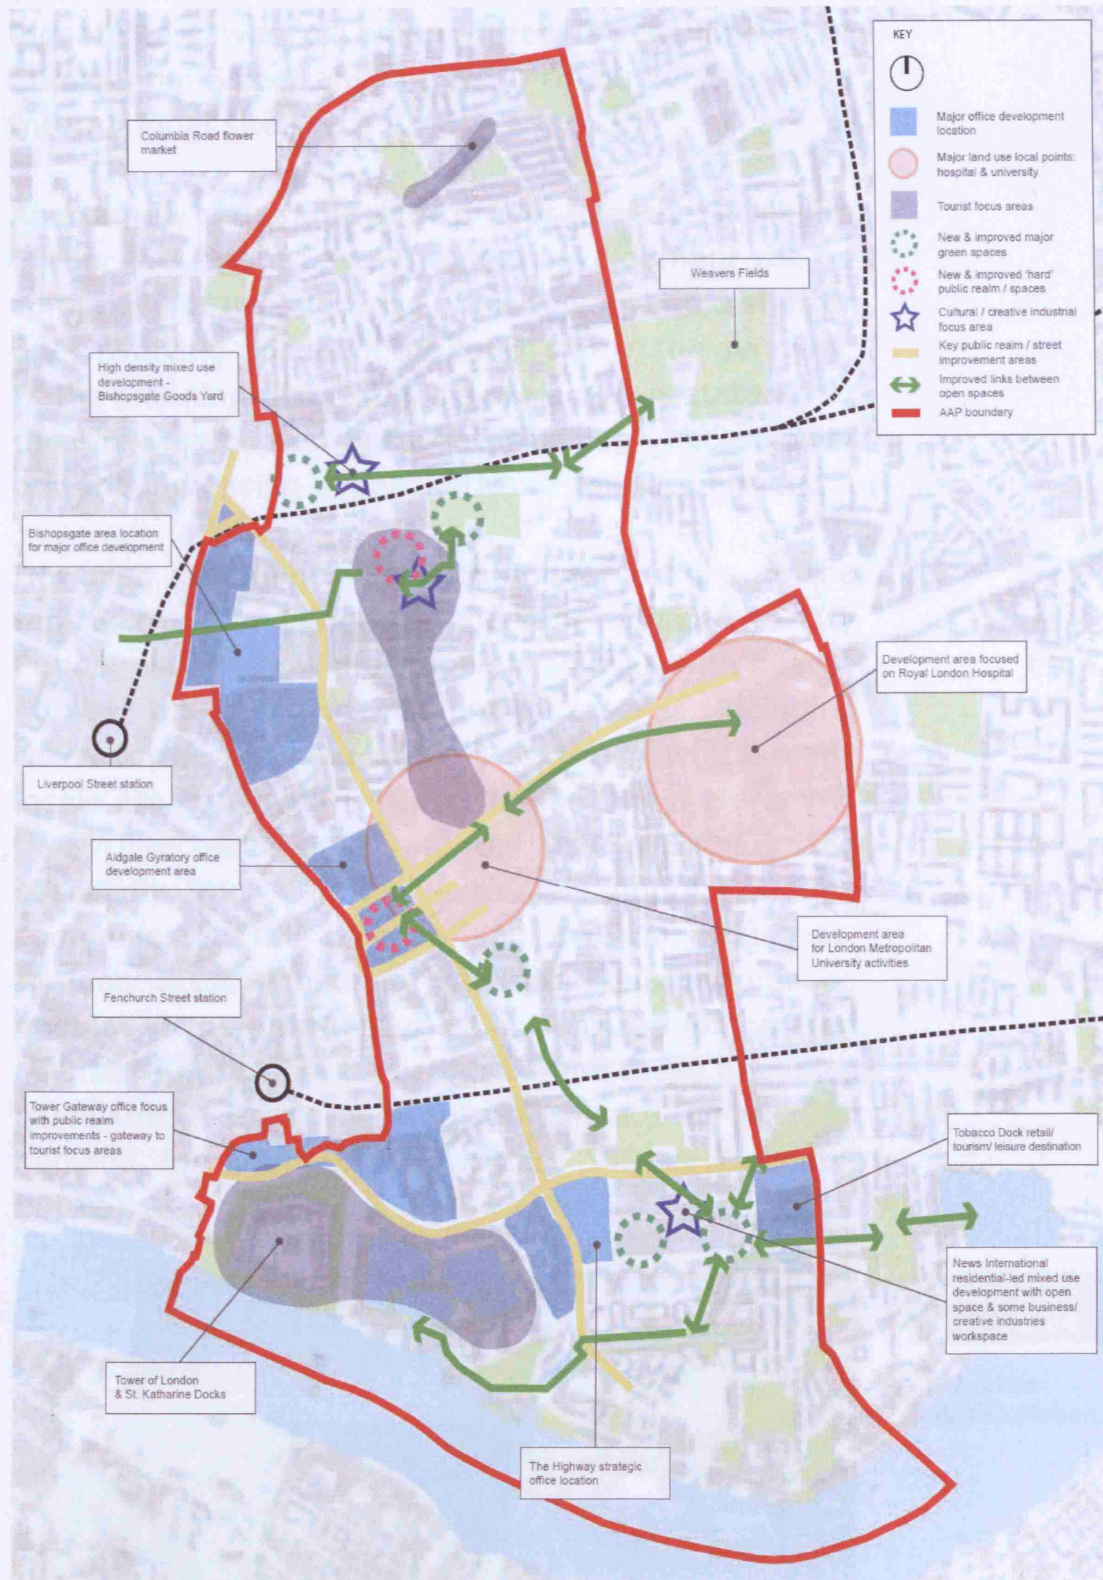 KEY
Major office development
location
Major land use local points:
hospital & university
Tourist focus areas
New & improved major
green spaces
New & improved 'hard'
public realm / spaces
Cultural / creative industrial
focus area
Key public realm / street
improvement areas
Improved links between
open spaces
AAP boundary
Columbia Road flower
market
Weavers Fields
High density mixed use
development -
Bishopsgate Goods Yard
Bishopsgate area location
for major office development
Development area focused
on Royal London Hospital
Liverpool Street station
Aldgate Gyratory office
development area
Development area
for London Metropolitan
University activities
Fenchurch Street station
Tower Gateway office focus
with public realm
improvements - gateway to
tourist focus areas
Tobacco Dock retail/
tourism/ leisure destination
News International
residential-led mixed use
development with open
space & some business/
creative industries
workspace
Tower of London
& St. Katharine Docks
The Highway strategic
office location